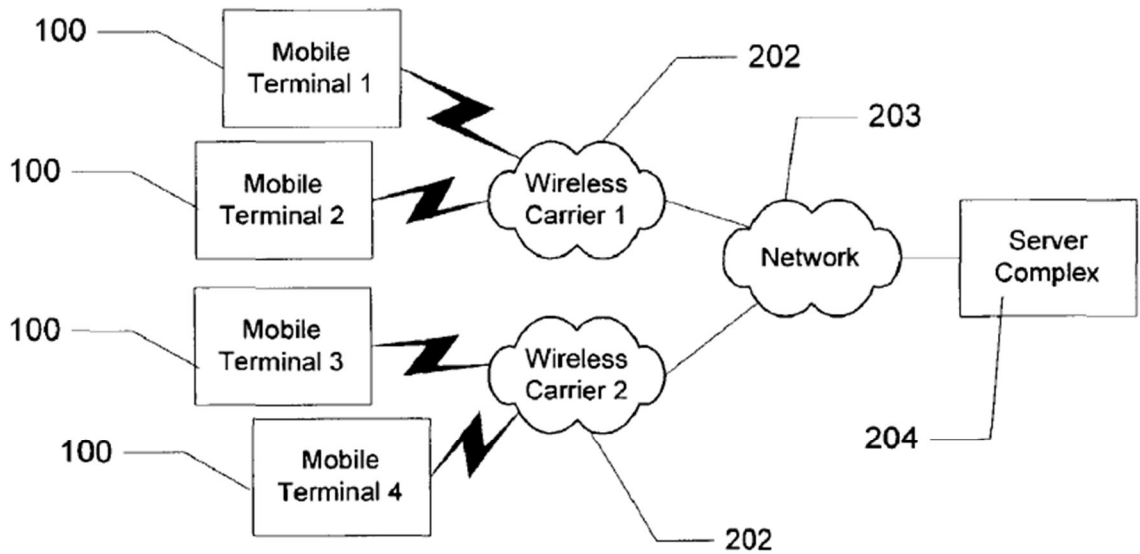 100
Mobile
Terminal 1
202
203
100
Mobile
Terminal 2
Wireless
Carrier 1
Network
Server
Complex
100
Mobile
Terminal 3
Wireless
Carrier 2
204
100
Mobile
Terminal 4
202